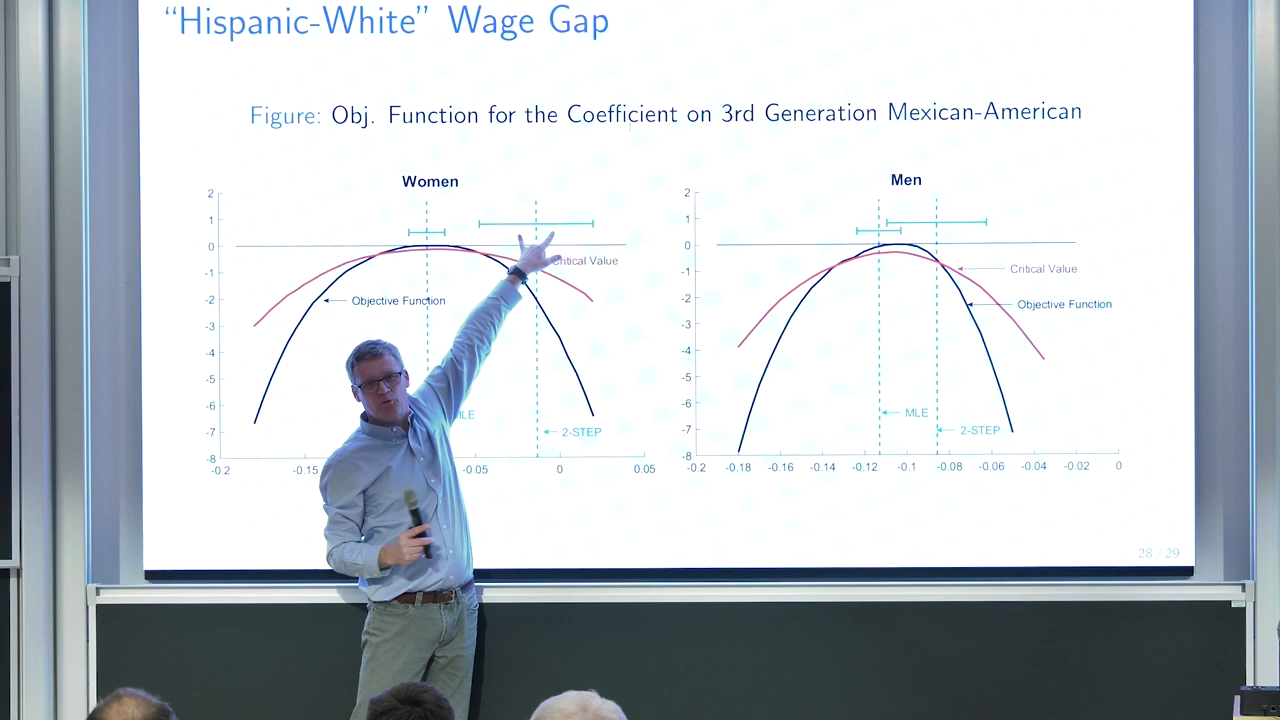 “Hispanic-White” Wage Gap
Figure: Obj. Function for the Coefficient on 3rd Generation Mexican-American
Women
2
1
0
-1
-2
-3
-4
-5
-6
-7
-8
-0.2
-0.15
-0.05
0
0.05
Critical Value
Objective Function
MLE
2-STEP
Men
2
1
0
-1
-2
-3
-4
-5
-6
-7
-8
-0.2
-0.18
-0.16
-0.14
-0.12
-0.1
-0.08
-0.06
-0.04
-0.02
0
Critical Value
Objective Function
MLE
2-STEP
28 / 29